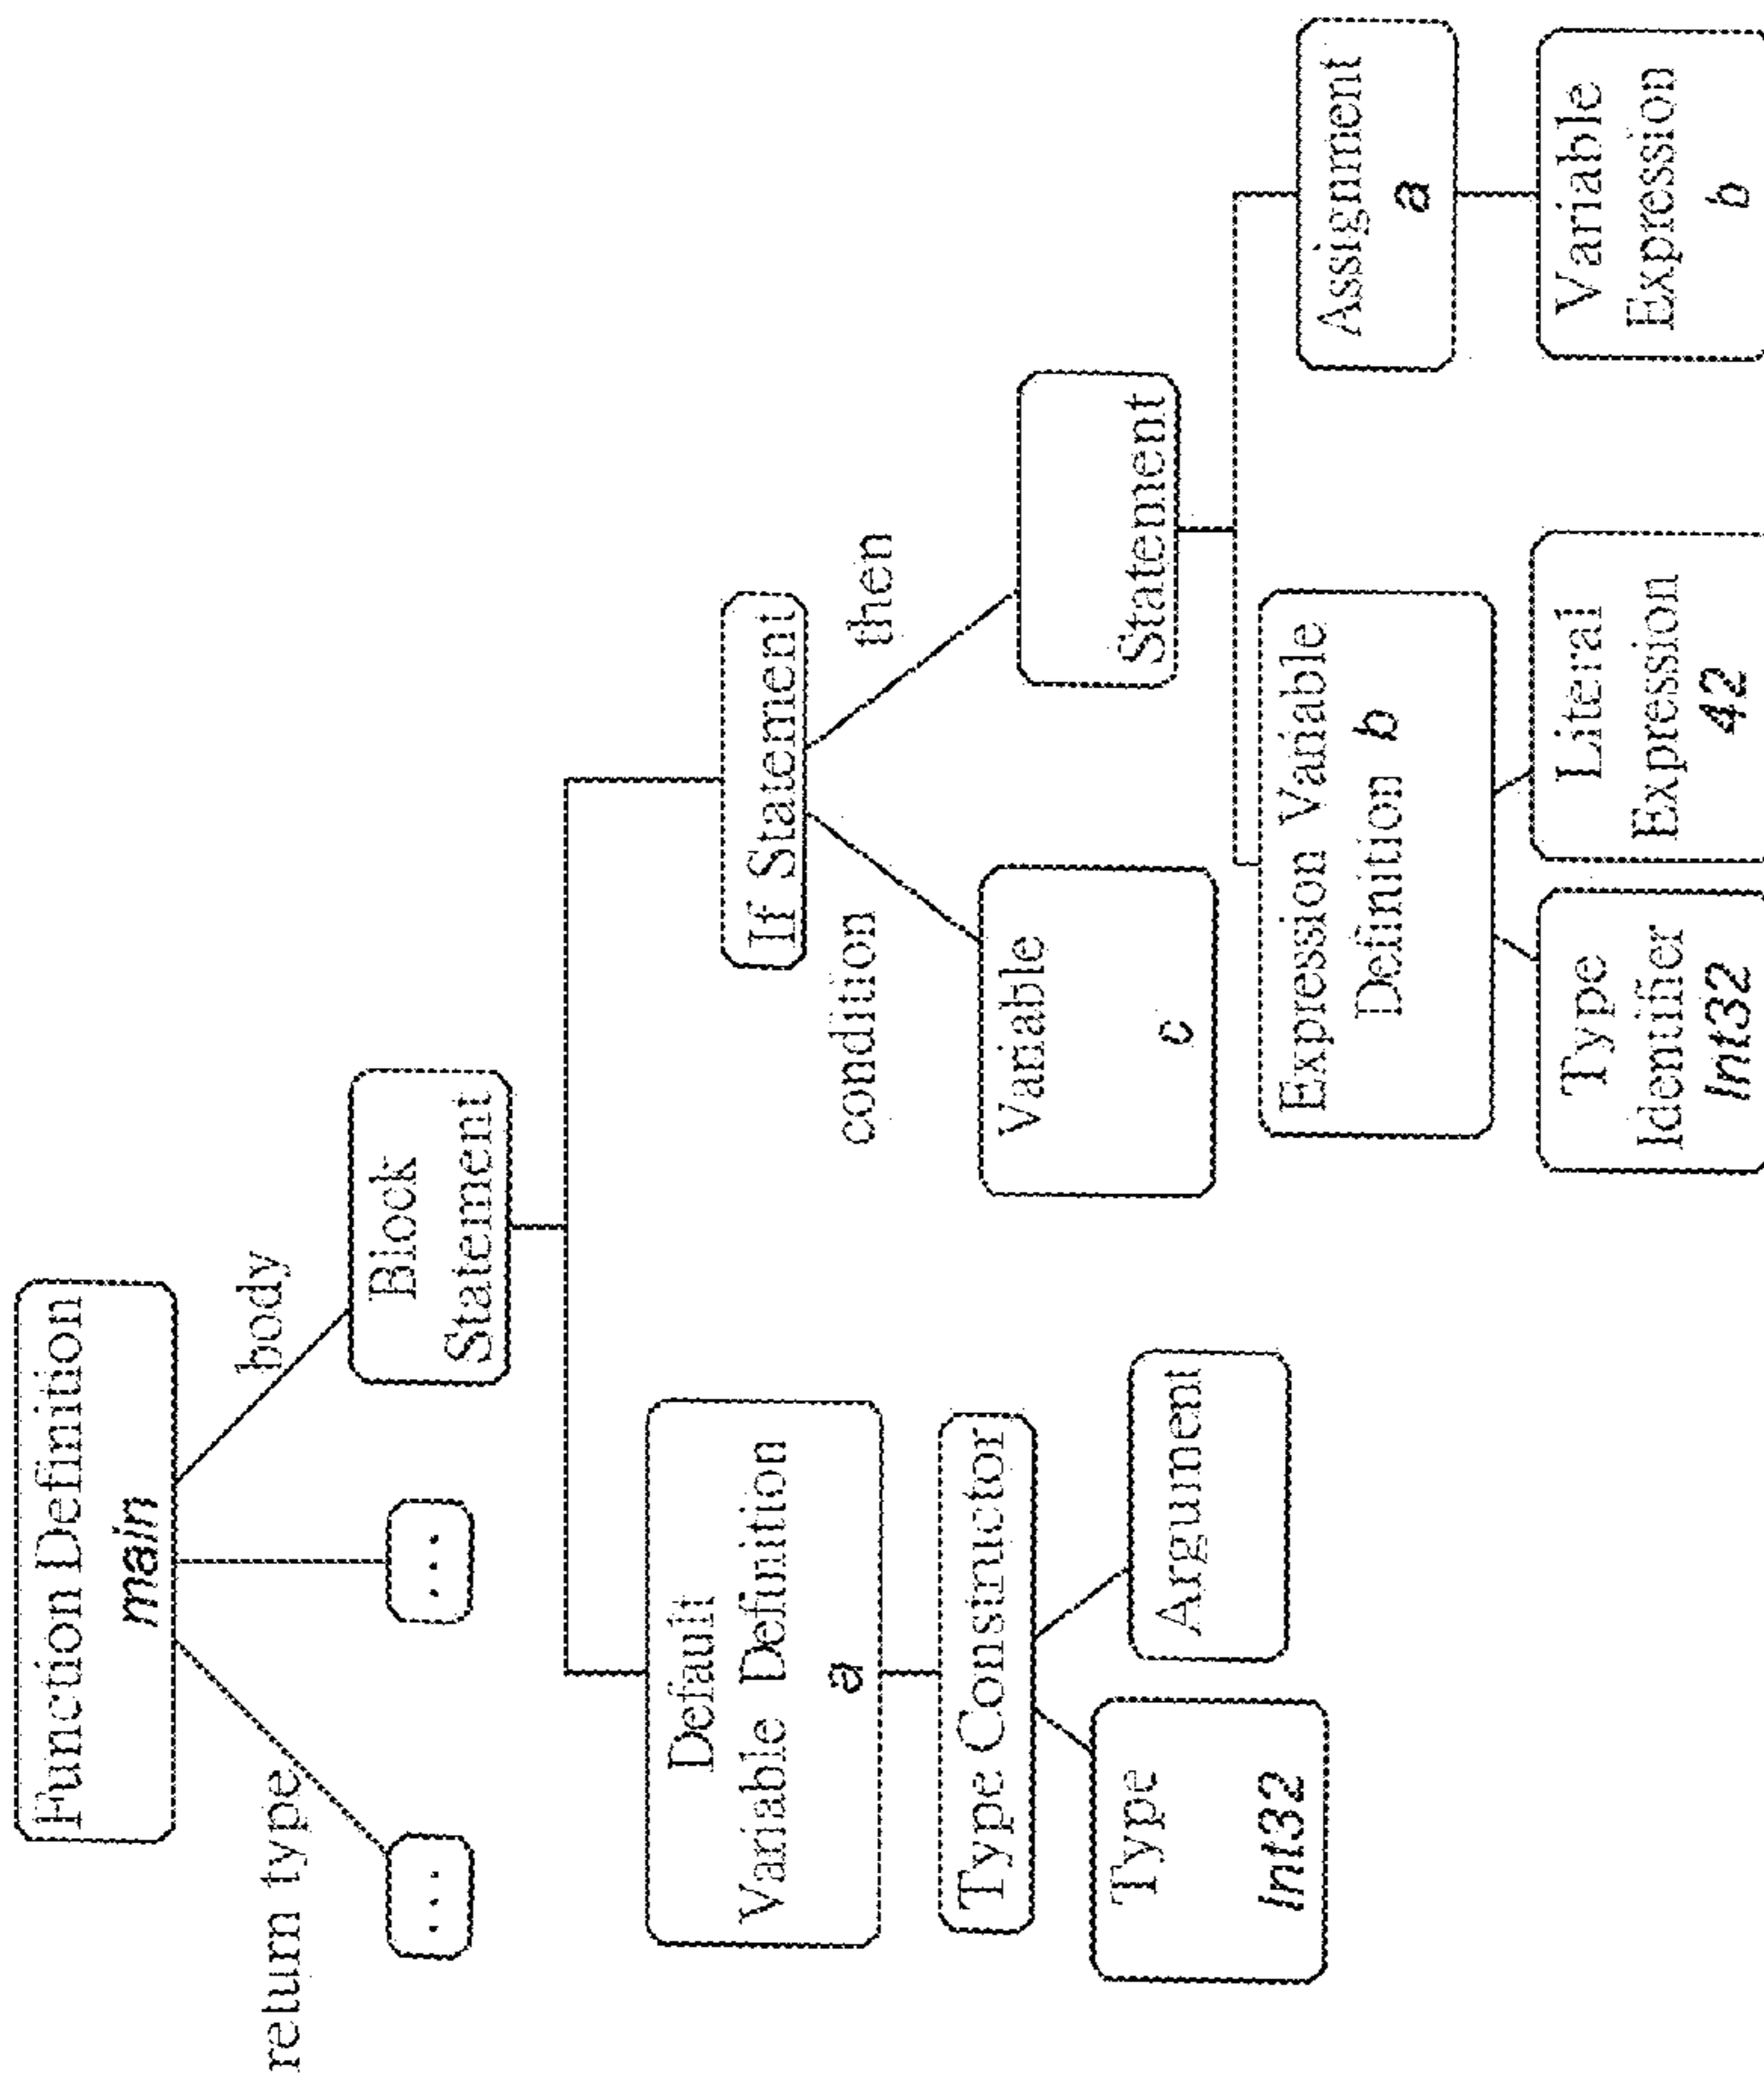 Function Definition
main
return type
body
...
...
Block
Statement
Default
Variable Definition
a
If Statement
Type Constructor
condition
then
Type
Int32
Argument
Variable
c
Statement
Expression Variable
Definition b
Assignment
a
Type
Identifier
Int32
Literal
Expression
42
Variable
Expression
b